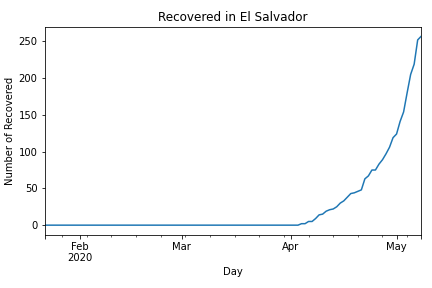 Recovered in El Salvador
Number of Recovered
250
200
150
100
50
0
Feb
2020
Mar
Apr
May
Day